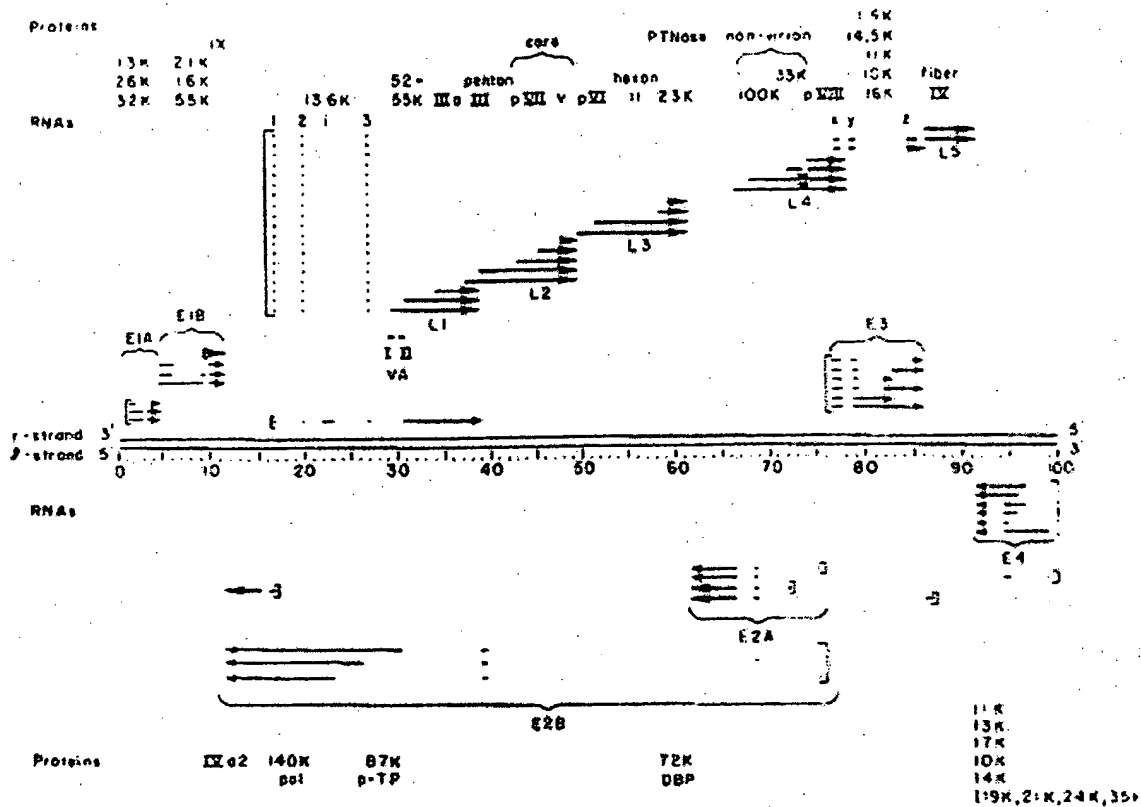 Proteins
IX
13K 21K
26K 16K
32K 55K
13.6K
52-
55K IIIa
penton
III
core
pVII V
pVI
hexon
II 23K
PTNase
non-virion
33K
100K pVIII
14.5K
11K
10K
16K
fiber
IV
RNAs
1 2 i 3
x y z
L5
L4
L3
L2
L1
E1A E1B
I II
VA
E3
r-strand 3' 5'
l-strand 5' 3'
0 10 20 30 40 50 60 70 80 90 100
RNAs
E4
E2A
E2B
Proteins
IVa2
140K
pol
87K
p-TP
72K
DBP
11K
13K
17K
10K
14K
[19K, 21K, 24K, 35K